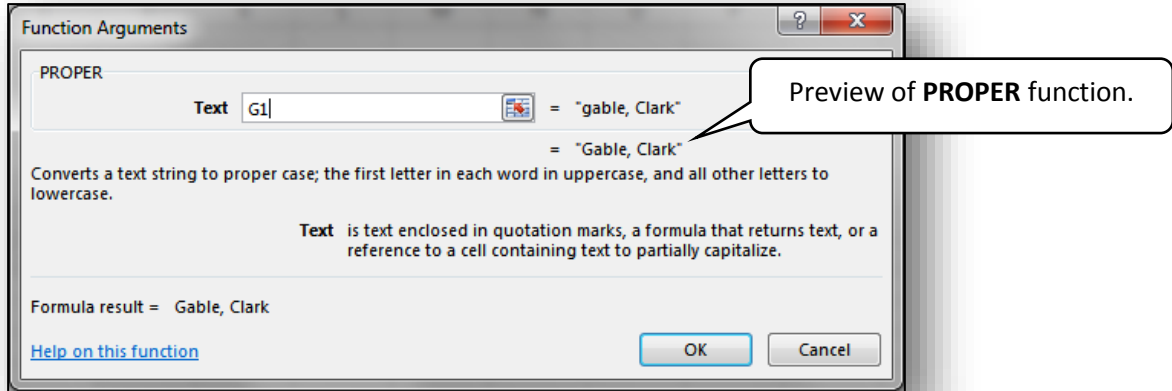 Function Arguments
?
X
PROPER
Text G1 = "gable, Clark"
Preview of PROPER function.
= "Gable, Clark"
Converts a text string to proper case; the first letter in each word in uppercase, and all other letters to
lowercase.
Text is text enclosed in quotation marks, a formula that returns text, or a
reference to a cell containing text to partially capitalize.
Formula result = Gable, Clark
Help on this function
OK
Cancel